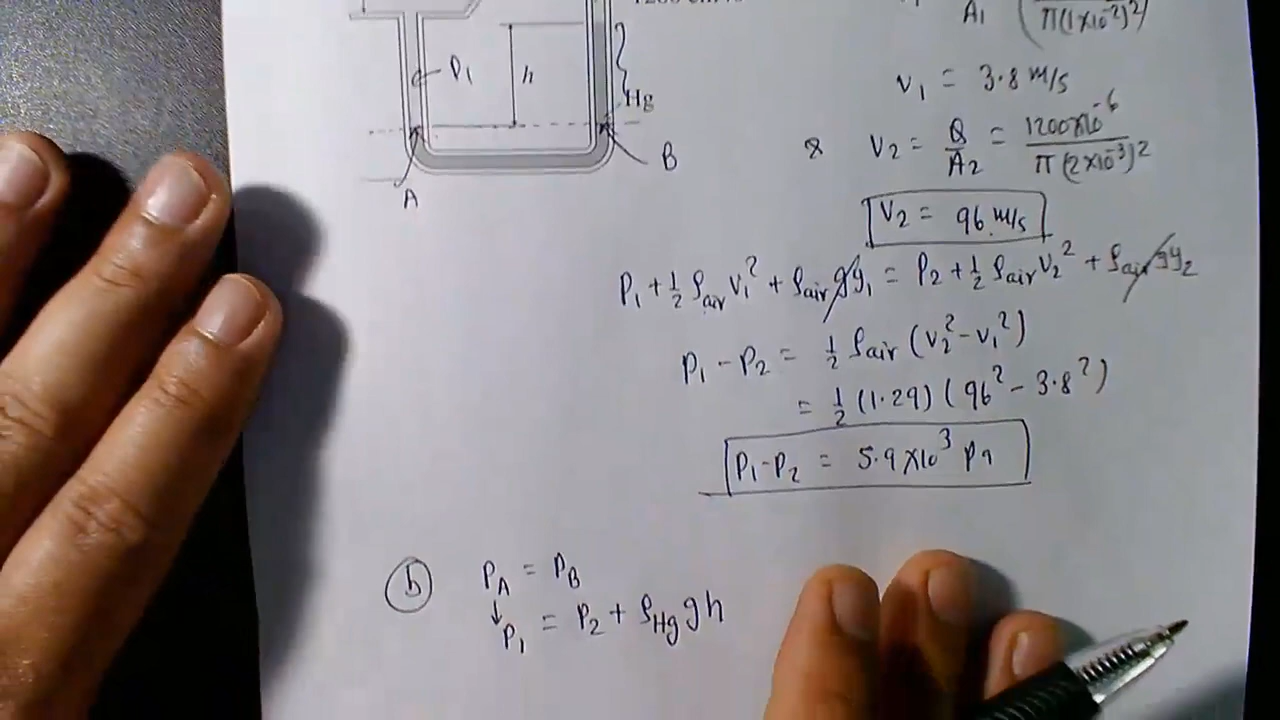 A₁ π(1×10⁻²)²
P₁
h
Hg
B
A
V₁ = 3.8 m/s
& V₂ = Q/A₂ = 1200×10⁻⁶/π(2×10⁻³)²
V₂ = 96 m/s
P₁ + ½ ρair V₁² + ρair g y₁ = P₂ + ½ ρair V₂² + ρair g y₂
P₁ - P₂ = ½ ρair (V₂² - V₁²)
= ½ (1.29) (96² - 3.8²)
P₁-P₂ = 5.9×10³ Pa
(b) PA = PB
↓
P₁ = P₂ + ρHg g h